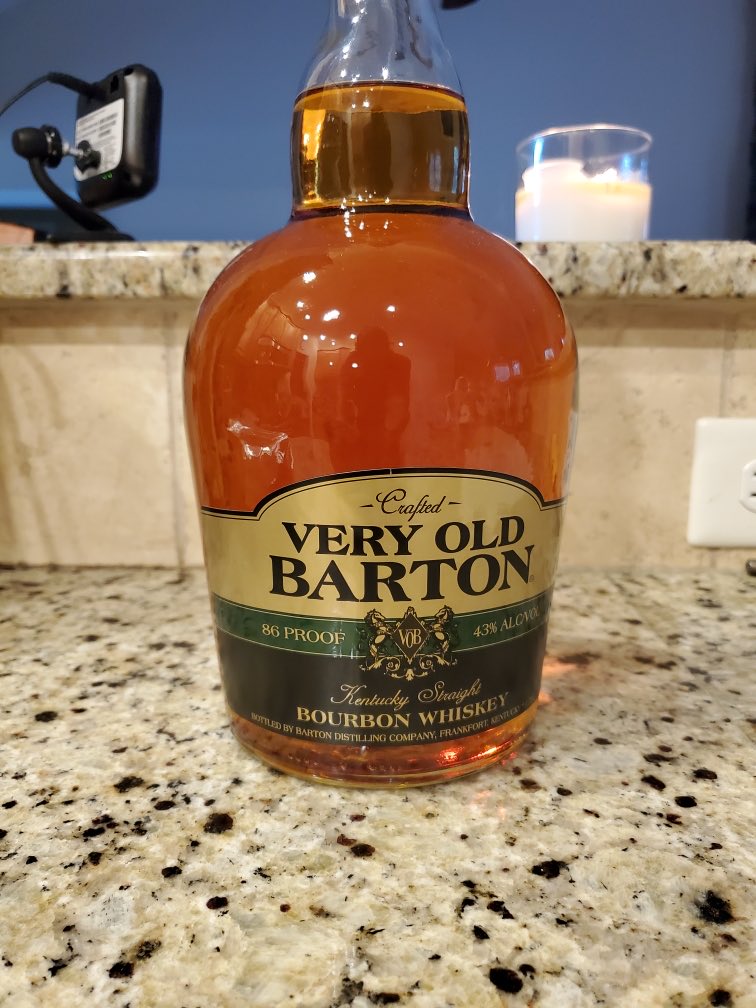 Crafted
VERY OLD
BARTON
86 PROOF VOB 43% ALC/VOL
Kentucky Straight
BOURBON WHISKEY
BOTTLED BY BARTON DISTILLING COMPANY, FRANKFORT, KENTUCKY